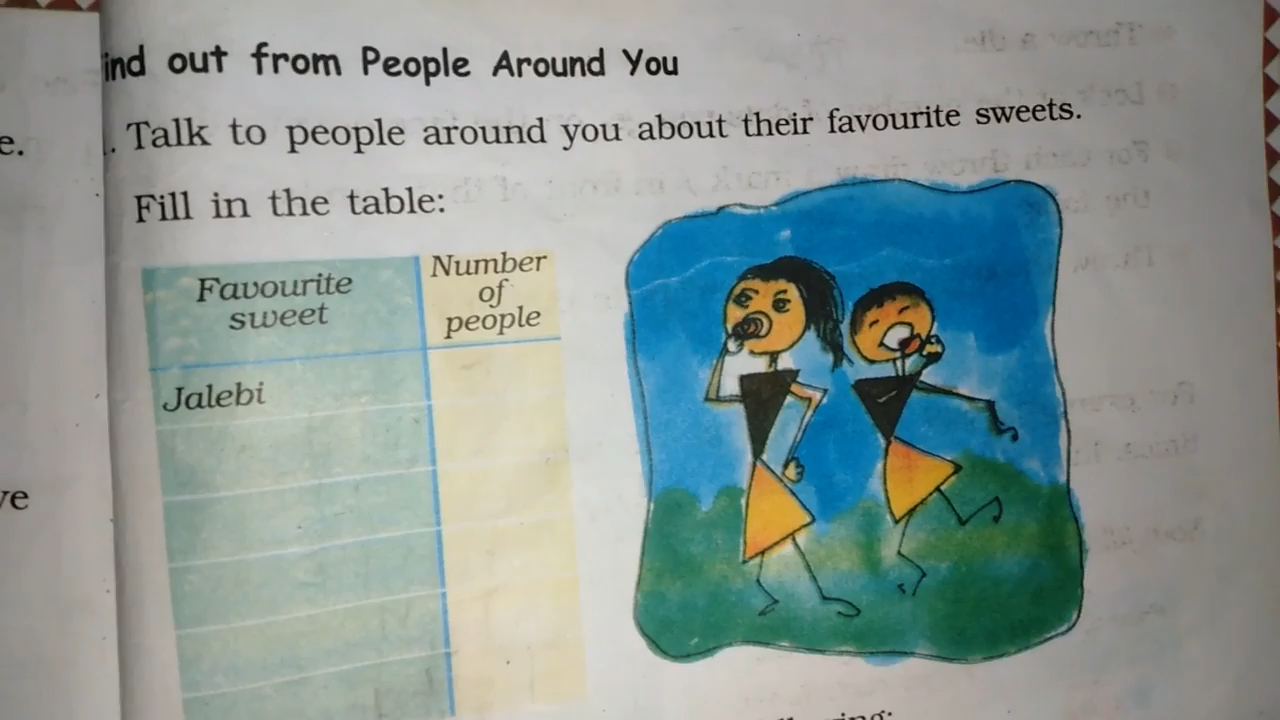 ind out from People Around You
. Talk to people around you about their favourite sweets.
Fill in the table:
Favourite
sweet
Number
of
people
Jalebi
e.
ve